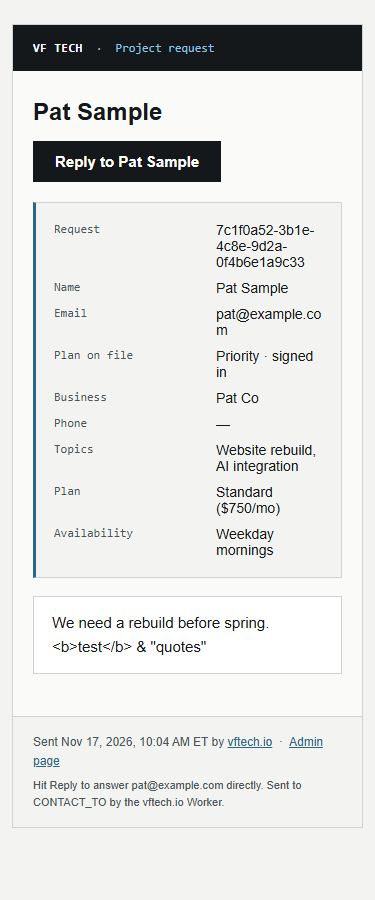 VF TECH · Project request
Pat Sample
Reply to Pat Sample
Request 7c1f0a52-3b1e-
4c8e-9d2a-
0f4b6e1a9c33
Name Pat Sample
Email pat@example.co
m
Plan on file Priority · signed
in
Business Pat Co
Phone —
Topics Website rebuild,
AI integration
Plan Standard
($750/mo)
Availability Weekday
mornings
We need a rebuild before spring.
<b>test</b> & "quotes"
Sent Nov 17, 2026, 10:04 AM ET by vftech.io · Admin
page
Hit Reply to answer pat@example.com directly. Sent to
CONTACT_TO by the vftech.io Worker.